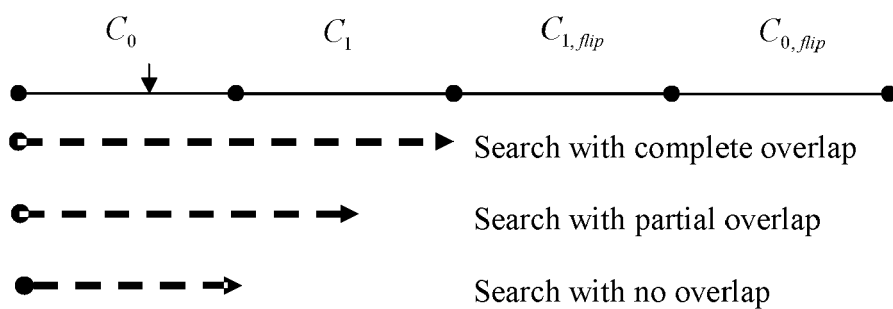 C₀ C₁ C₁,flip C₀,flip
Search with complete overlap
Search with partial overlap
Search with no overlap